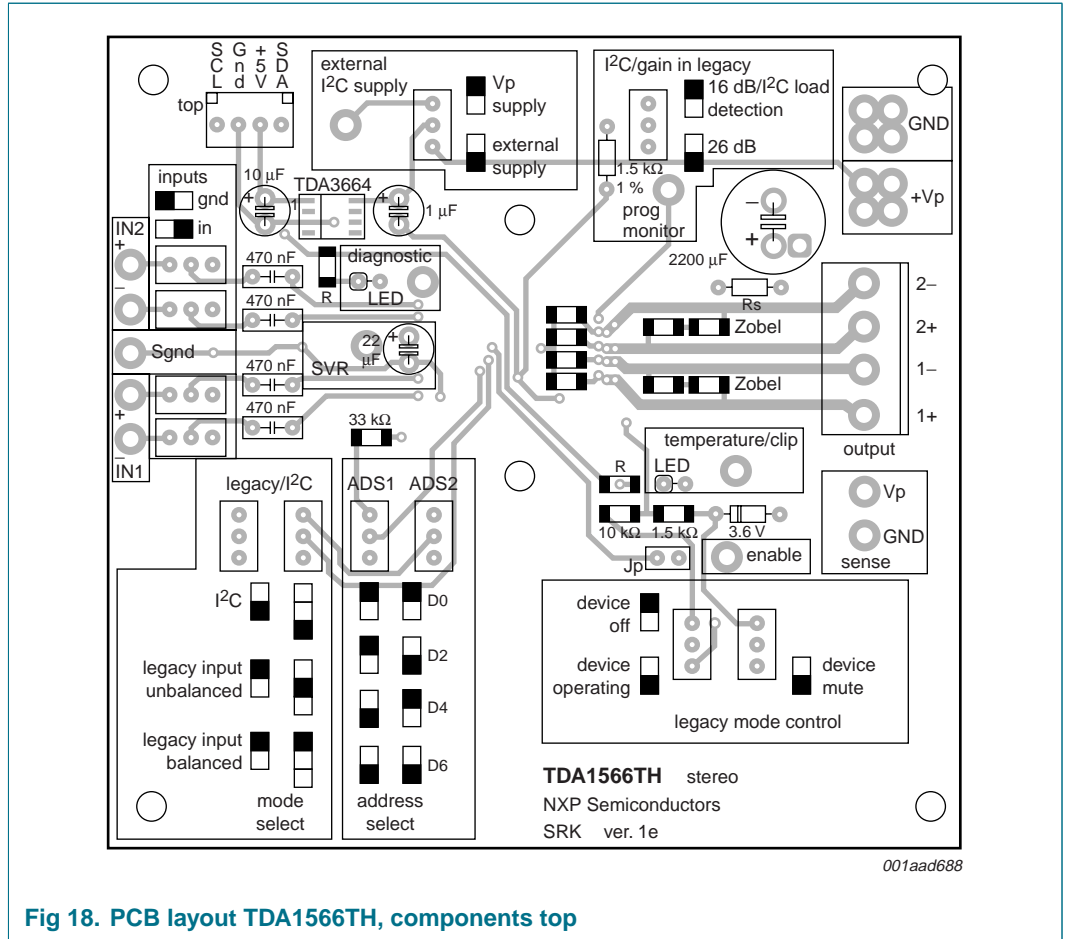 SCL Gnd +5V SDA
top
external
I2C supply
Vp
supply
external
supply
I2C/gain in legacy
16 dB/I2C load
detection
26 dB
1.5 kΩ
1 %
prog
monitor
GND
+Vp
inputs
gnd
in
10 µF
+
TDA3664
1
+
1 µF
−
+
2200 µF
IN2
+
−
470 nF
470 nF
R
diagnostic
LED
Rs
2−
2+
1−
1+
output
Zobel
Zobel
Sgnd
SVR
22
µF
+
470 nF
470 nF
+
−
IN1
33 kΩ
temperature/clip
R
LED
10 kΩ
1.5 kΩ
3.6 V
Jp
enable
Vp
GND
sense
legacy/I2C
ADS1
ADS2
I2C
D0
legacy input
unbalanced
D2
D4
legacy input
balanced
D6
mode
select
address
select
device
off
device
operating
device
mute
legacy mode control
TDA1566TH stereo
NXP Semiconductors
SRK ver. 1e
001aad688
Fig 18. PCB layout TDA1566TH, components top